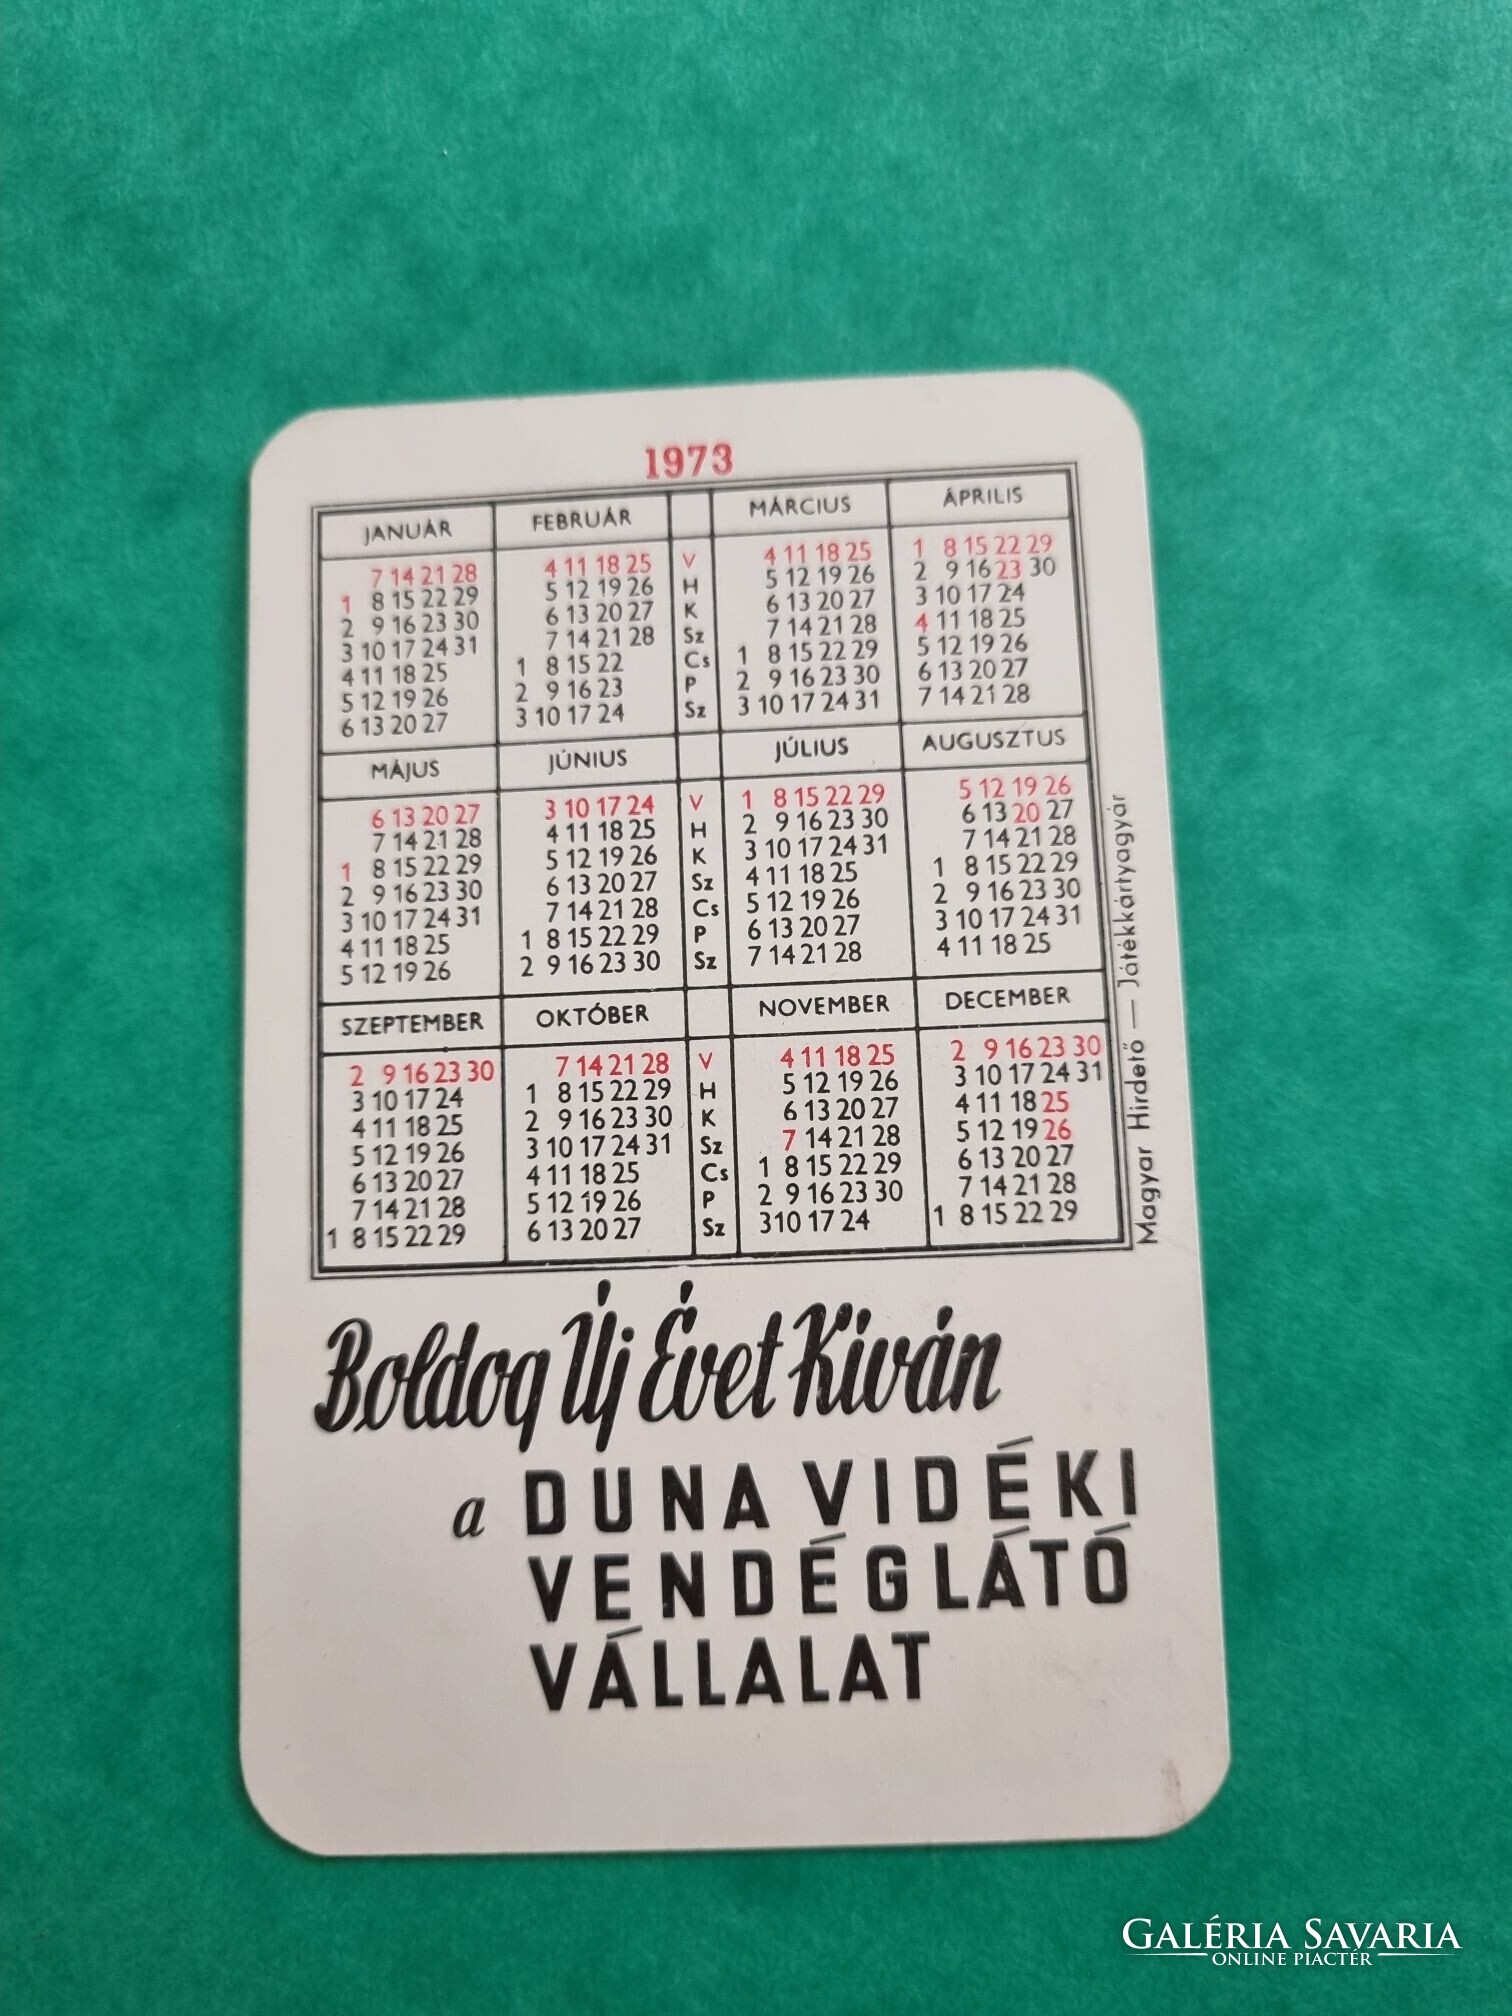 1973
JANUÁR FEBRUÁR MÁRCIUS ÁPRILIS
7 14 21 28 4 11 18 25 V 4 11 18 25 1 8 15 22 29
1 8 15 22 29 5 12 19 26 H 5 12 19 26 2 9 16 23 30
2 9 16 23 30 6 13 20 27 K 6 13 20 27 3 10 17 24
3 10 17 24 31 7 14 21 28 Sz 7 14 21 28 4 11 18 25
4 11 18 25 1 8 15 22 Cs 1 8 15 22 29 5 12 19 26
5 12 19 26 2 9 16 23 P 2 9 16 23 30 6 13 20 27
6 13 20 27 3 10 17 24 Sz 3 10 17 24 31 7 14 21 28
MÁJUS JÚNIUS JÚLIUS AUGUSZTUS
6 13 20 27 3 10 17 24 V 1 8 15 22 29 5 12 19 26
7 14 21 28 4 11 18 25 H 2 9 16 23 30 6 13 20 27
1 8 15 22 29 5 12 19 26 K 3 10 17 24 31 7 14 21 28
2 9 16 23 30 6 13 20 27 Sz 4 11 18 25 1 8 15 22 29
3 10 17 24 31 7 14 21 28 Cs 5 12 19 26 2 9 16 23 30
4 11 18 25 1 8 15 22 29 P 6 13 20 27 3 10 17 24 31
5 12 19 26 2 9 16 23 30 Sz 7 14 21 28 4 11 18 25
SZEPTEMBER OKTÓBER NOVEMBER DECEMBER
2 9 16 23 30 7 14 21 28 V 4 11 18 25 2 9 16 23 30
3 10 17 24 1 8 15 22 29 H 5 12 19 26 3 10 17 24 31
4 11 18 25 2 9 16 23 30 K 6 13 20 27 4 11 18 25
5 12 19 26 3 10 17 24 31 Sz 7 14 21 28 5 12 19 26
6 13 20 27 4 11 18 25 Cs 1 8 15 22 29 6 13 20 27
7 14 21 28 5 12 19 26 P 2 9 16 23 30 7 14 21 28
1 8 15 22 29 6 13 20 27 Sz 3 10 17 24 1 8 15 22 29
Magyar Hirdető — Játékkártyagyár
Boldog Új Évet Kíván
a DUNA VIDÉKI
VENDÉGLÁTÓ
VÁLLALAT
GALÉRIA SAVARIA
ONLINE PIACTÉR